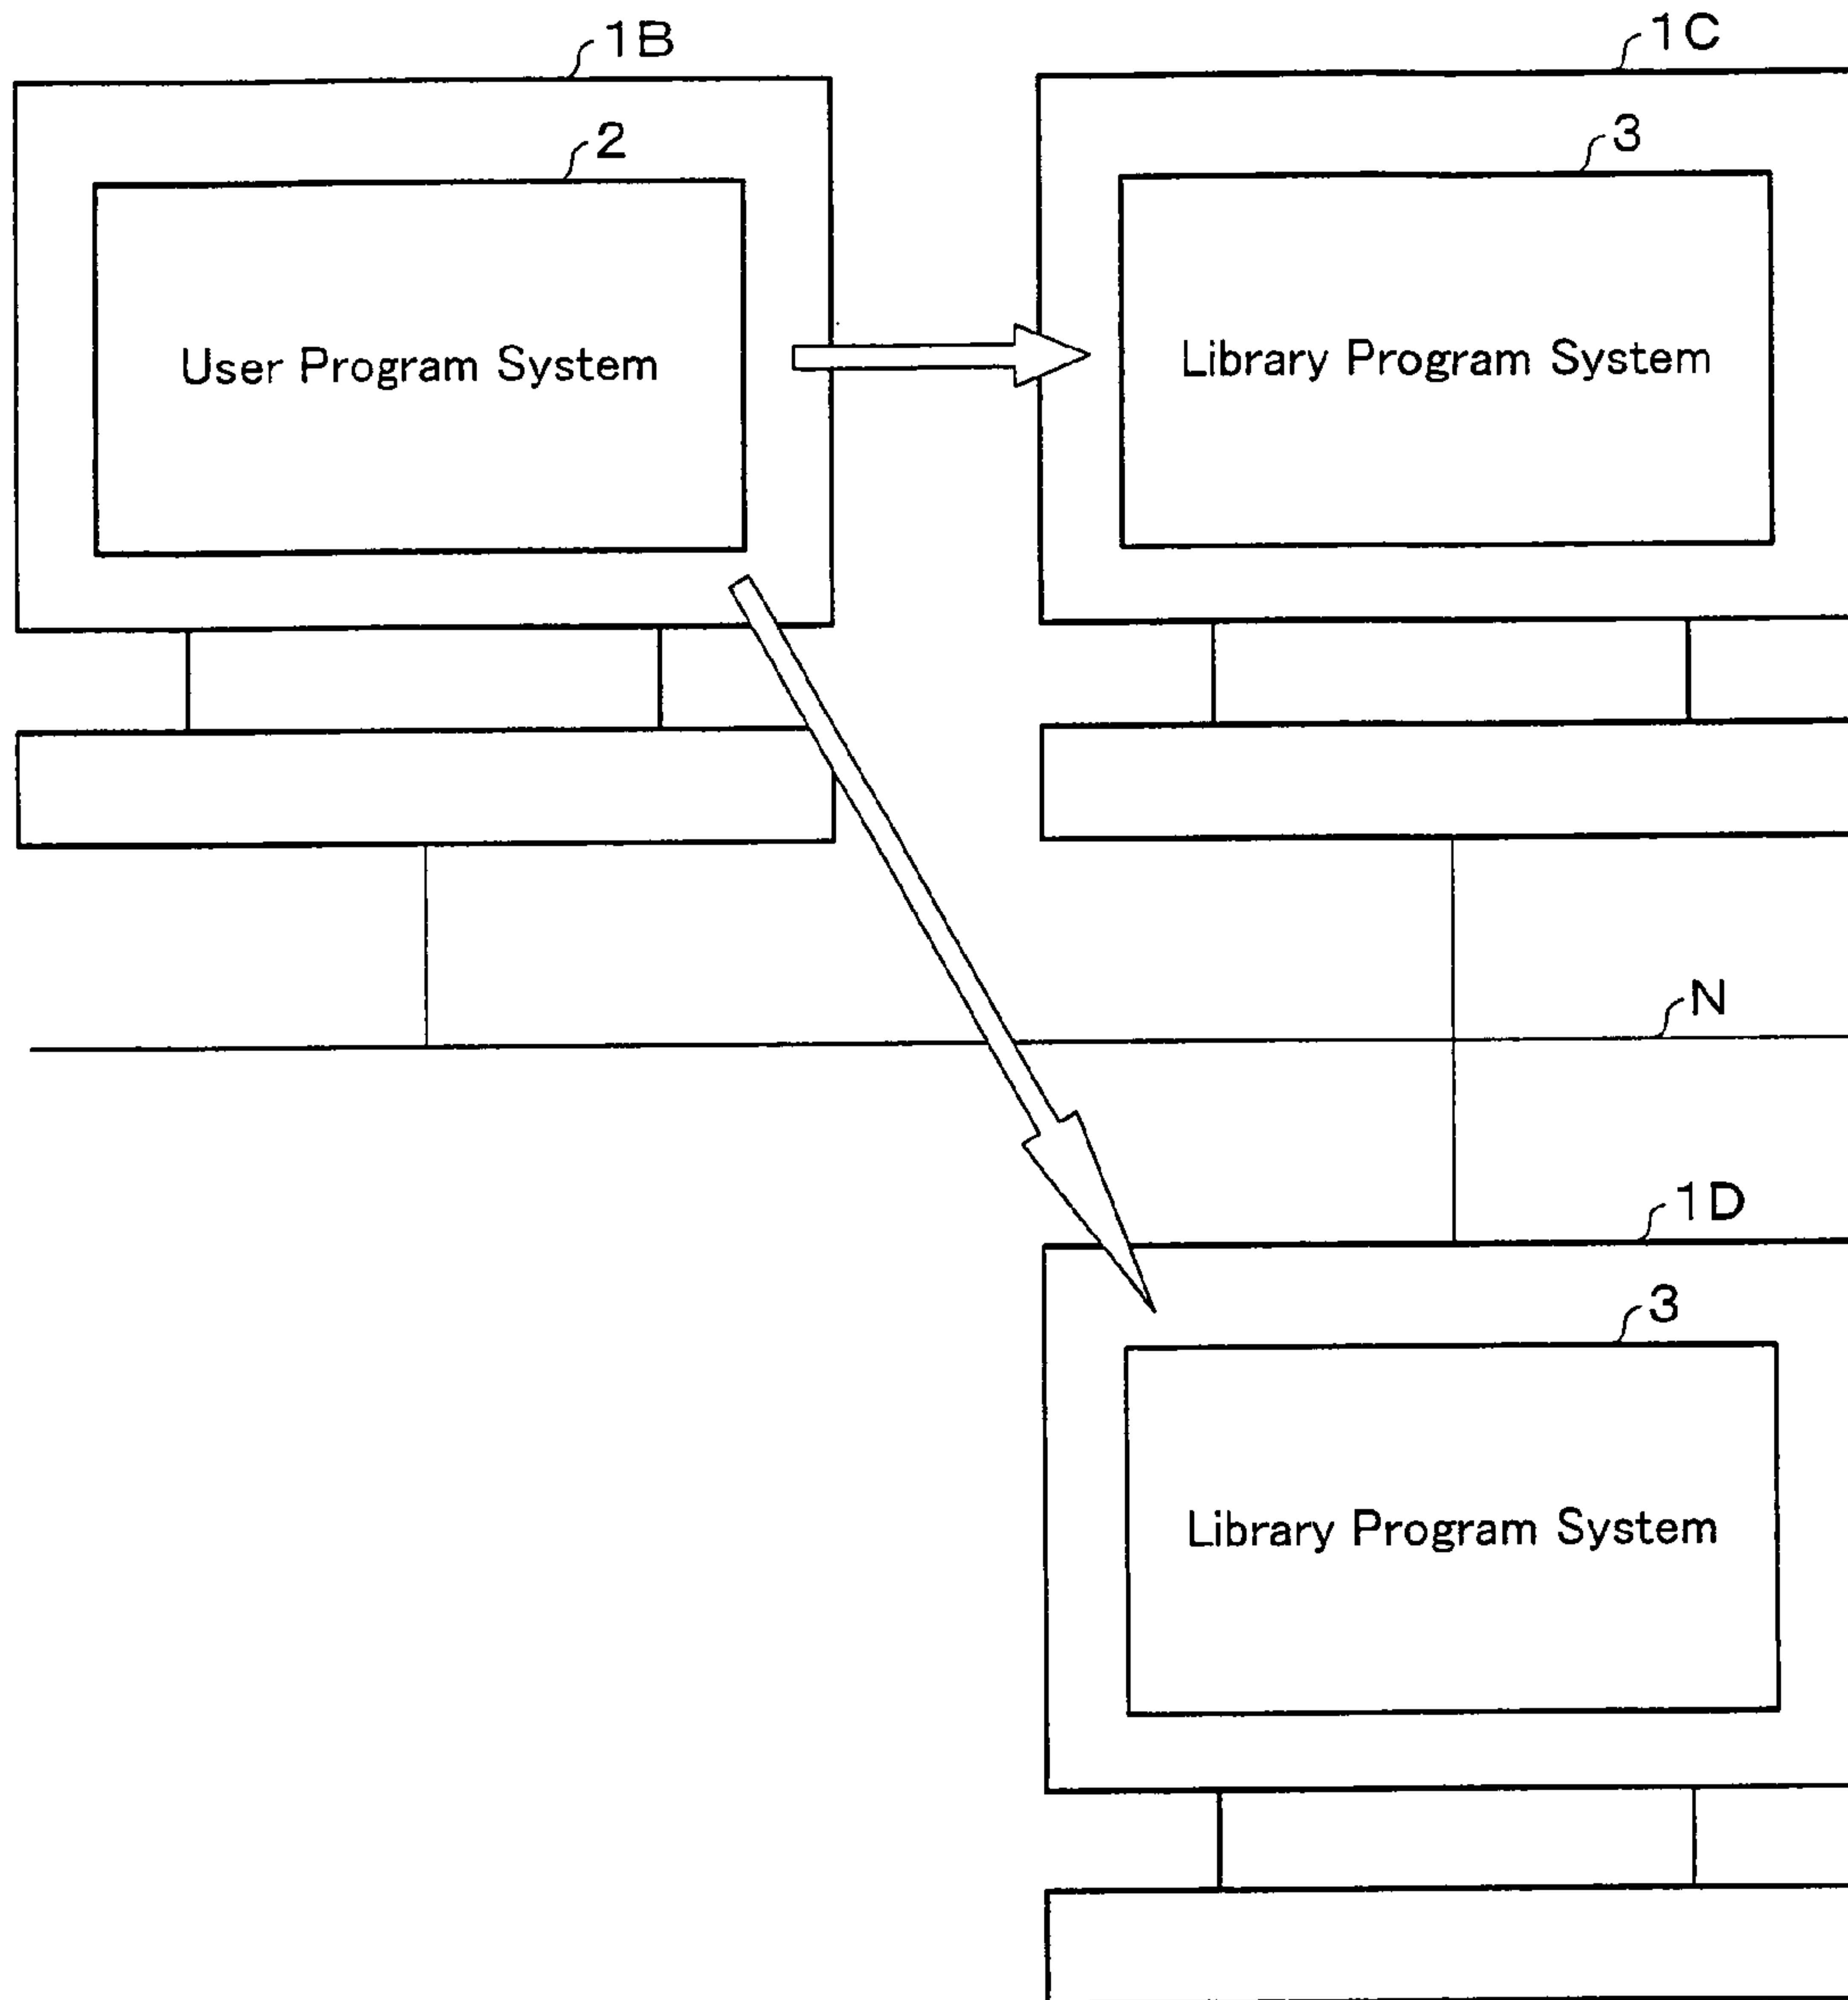 1B
1C
2
3
User Program System
Library Program System
N
1D
3
Library Program System